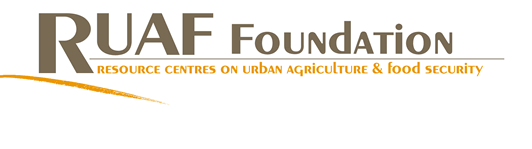 RUAF FOUNDATION
RESOURCE CENTRES ON URBAN AGRICULTURE & FOOD SECURITY